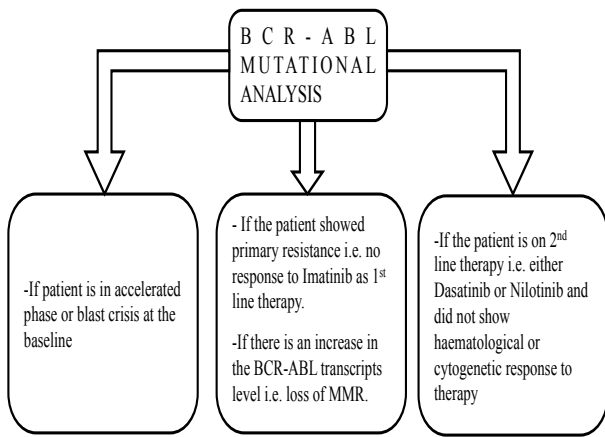 BCR-ABL
MUTATIONAL
ANALYSIS
-If patient is in accelerated
phase or blast crisis at the
baseline
- If the patient showed
primary resistance i.e. no
response to Imatinib as 1st
line therapy.
-If there is an increase in
the BCR-ABL transcripts
level i.e. loss of MMR.
-If the patient is on 2nd
line therapy i.e. either
Dasatinib or Nilotinib and
did not show
haematological or
cytogenetic response to
therapy